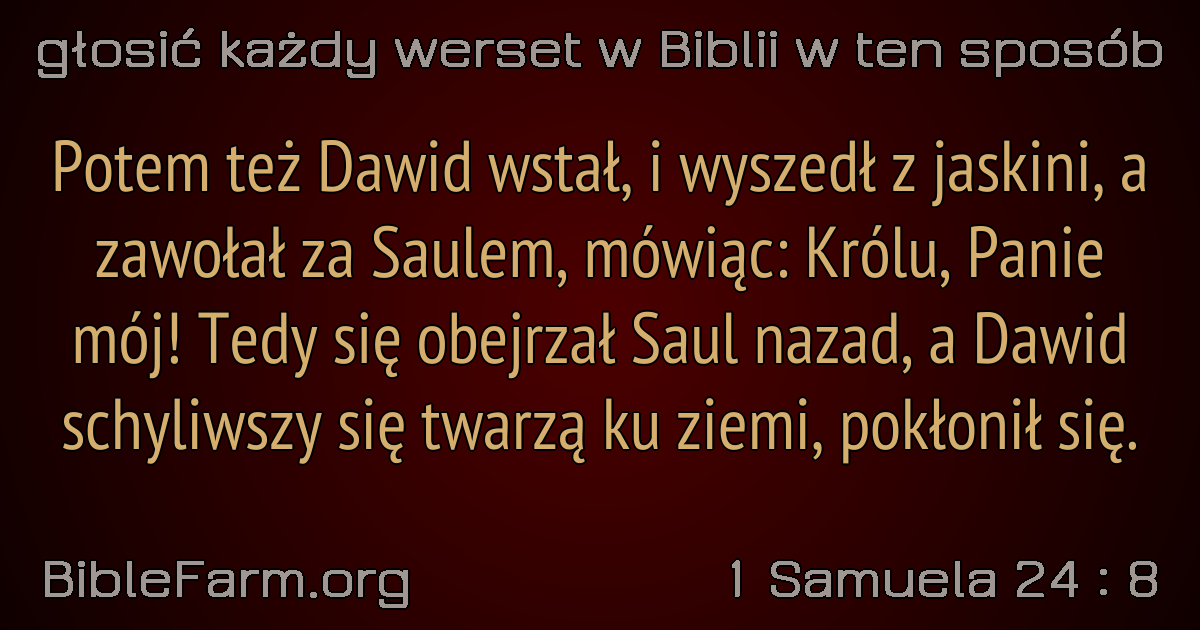 głosić każdy werset w Biblii w ten sposób
Potem też Dawid wstał, i wyszedł z jaskini, a
zawołał za Saulem, mówiąc: Królu, Panie
mój! Tedy się obejrzał Saul nazad, a Dawid
schyliwszy się twarzą ku ziemi, pokłonił się.
BibleFarm.org
1 Samuela 24 : 8